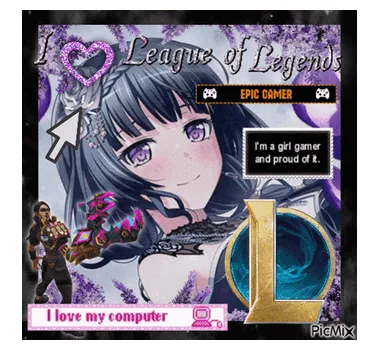 I League of Legends
EPIC GAMER
I'm a girl gamer
and proud of it.
I love my computer
PicMix